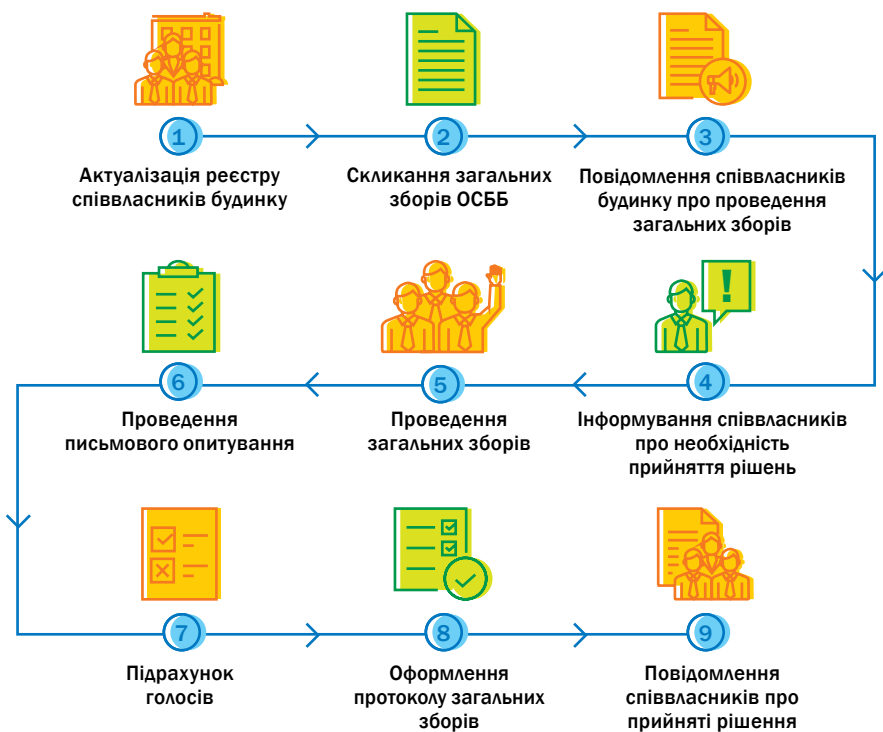 1
Актуалізація реєстру
співвласників будинку
2
Скликання загальних
зборів ОСББ
3
Повідомлення співвласників
будинку про проведення
загальних зборів
4
Інформування співвласників
про необхідність
прийняття рішень
5
Проведення
загальних зборів
6
Проведення
письмового опитування
7
Підрахунок
голосів
8
Оформлення
протоколу загальних
зборів
9
Повідомлення
співвласників про
прийняті рішення